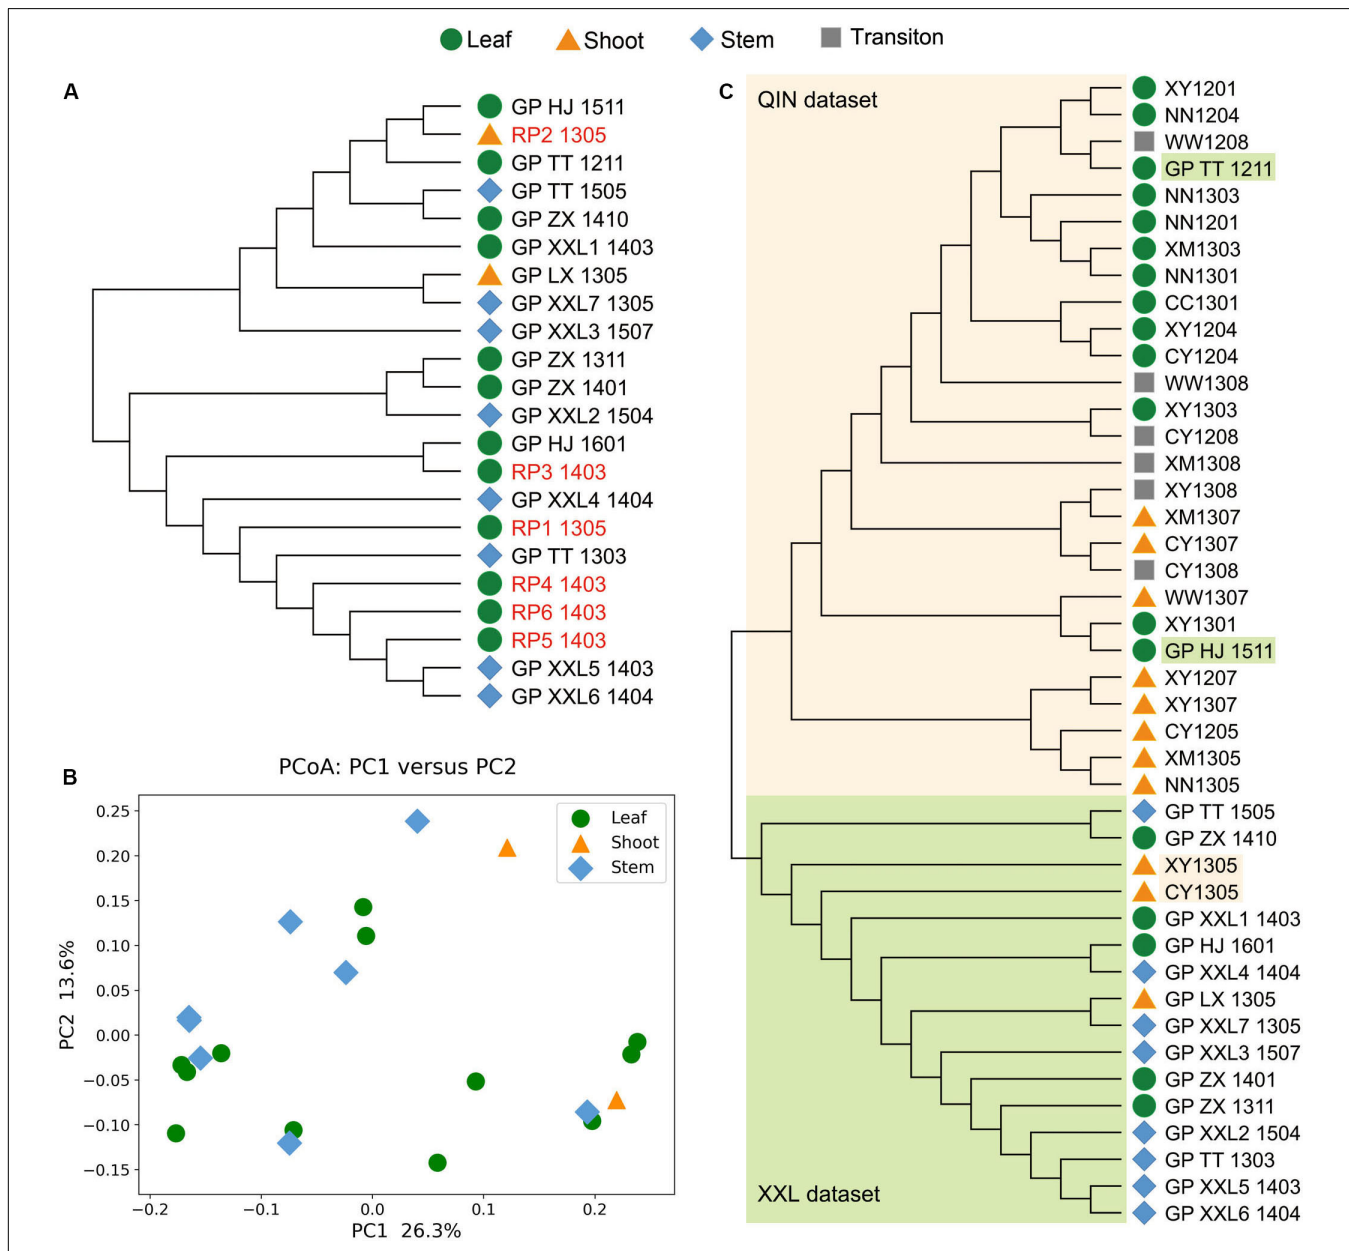 Leaf Shoot Stem Transiton
A
GP HJ 1511
RP2 1305
GP TT 1211
GP TT 1505
GP ZX 1410
GP XXL1 1403
GP LX 1305
GP XXL7 1305
GP XXL3 1507
GP ZX 1311
GP ZX 1401
GP XXL2 1504
GP HJ 1601
RP3 1403
GP XXL4 1404
RP1 1305
GP TT 1303
RP4 1403
RP6 1403
RP5 1403
GP XXL5 1403
GP XXL6 1404
B
PCoA: PC1 versus PC2
Leaf
Shoot
Stem
0.25
0.20
0.15
0.10
0.05
0.00
−0.05
−0.10
−0.15
PC2 13.6%
−0.2 −0.1 0.0 0.1 0.2
PC1 26.3%
C
QIN dataset
XY1201
NN1204
WW1208
GP TT 1211
NN1303
NN1201
XM1303
NN1301
CC1301
XY1204
CY1204
WW1308
XY1303
CY1208
XM1308
XY1308
XM1307
CY1307
CY1308
WW1307
XY1301
GP HJ 1511
XY1207
XY1307
CY1205
XM1305
NN1305
GP TT 1505
GP ZX 1410
XY1305
CY1305
GP XXL1 1403
GP HJ 1601
GP XXL4 1404
GP LX 1305
GP XXL7 1305
GP XXL3 1507
GP ZX 1401
GP ZX 1311
GP XXL2 1504
GP TT 1303
GP XXL5 1403
GP XXL6 1404
XXL dataset